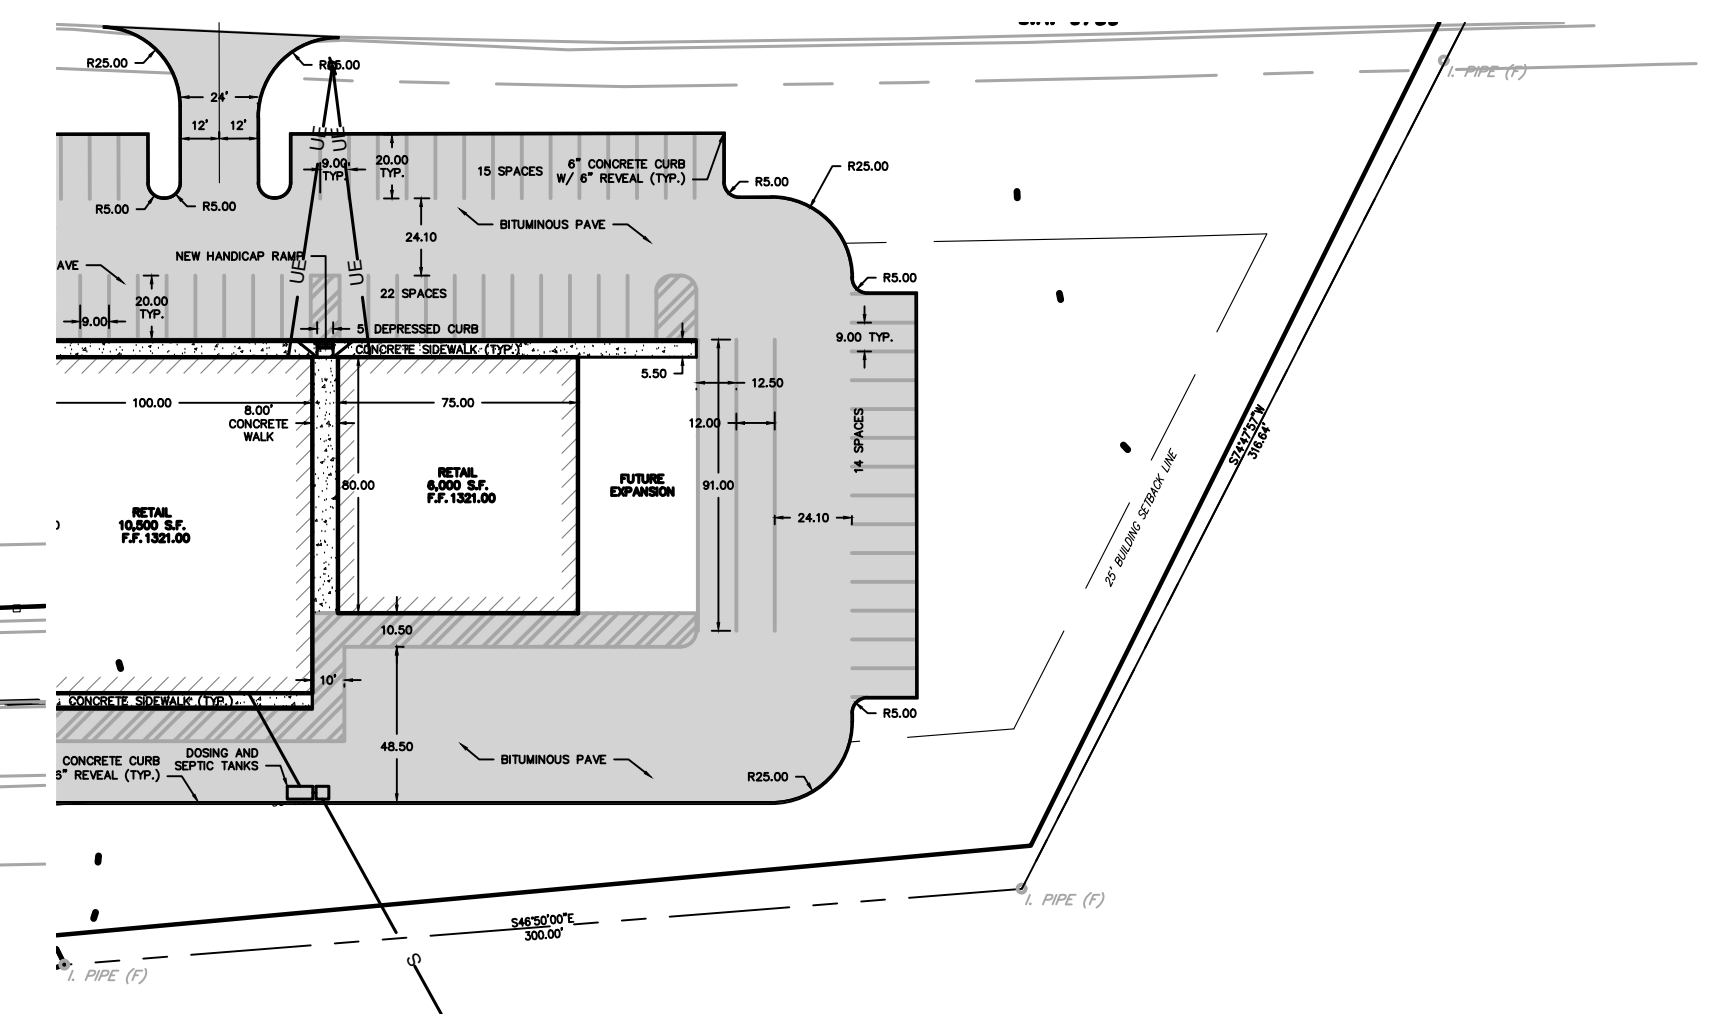 I. PIPE (F)
R25.00
24'
12'
12'
UE
UE
9.00'
TYP.
20.00
TYP.
15 SPACES
6" CONCRETE CURB
W/ 6" REVEAL (TYP.)
R5.00
R25.00
R5.00
R5.00
24.10
BITUMINOUS PAVE
NEW HANDICAP RAMP
AVE
UE
UE
R5.00
22 SPACES
20.00
TYP.
9.00
5' DEPRESSED CURB
9.00 TYP.
CONCRETE SIDEWALK (TYP.)
5.50
12.50
100.00
8.00'
CONCRETE
WALK
75.00
12.00
14 SPACES
S74°47'57"W
316.64'
80.00
RETAIL
6,000 S.F.
F.F. 1321.00
FUTURE
EXPANSION
91.00
RETAIL
10,500 S.F.
F.F. 1321.00
24.10
25' BUILDING SETBACK LINE
10.50
10'
CONCRETE SIDEWALK (TYP.)
R5.00
48.50
CONCRETE CURB
6" REVEAL (TYP.)
DOSING AND
SEPTIC TANKS
BITUMINOUS PAVE
R25.00
I. PIPE (F)
S46°50'00"E
300.00'
S
I. PIPE (F)